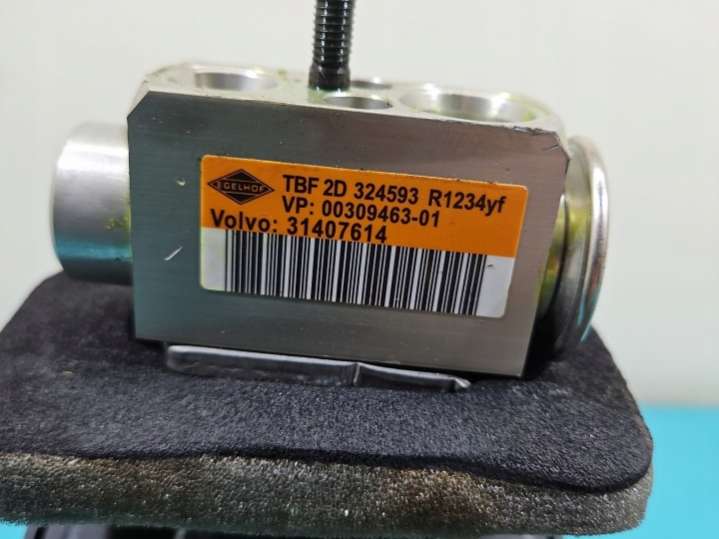 EGELHOF
TBF 2D 324593 R1234yf
VP: 00309463-01
Volvo: 31407614